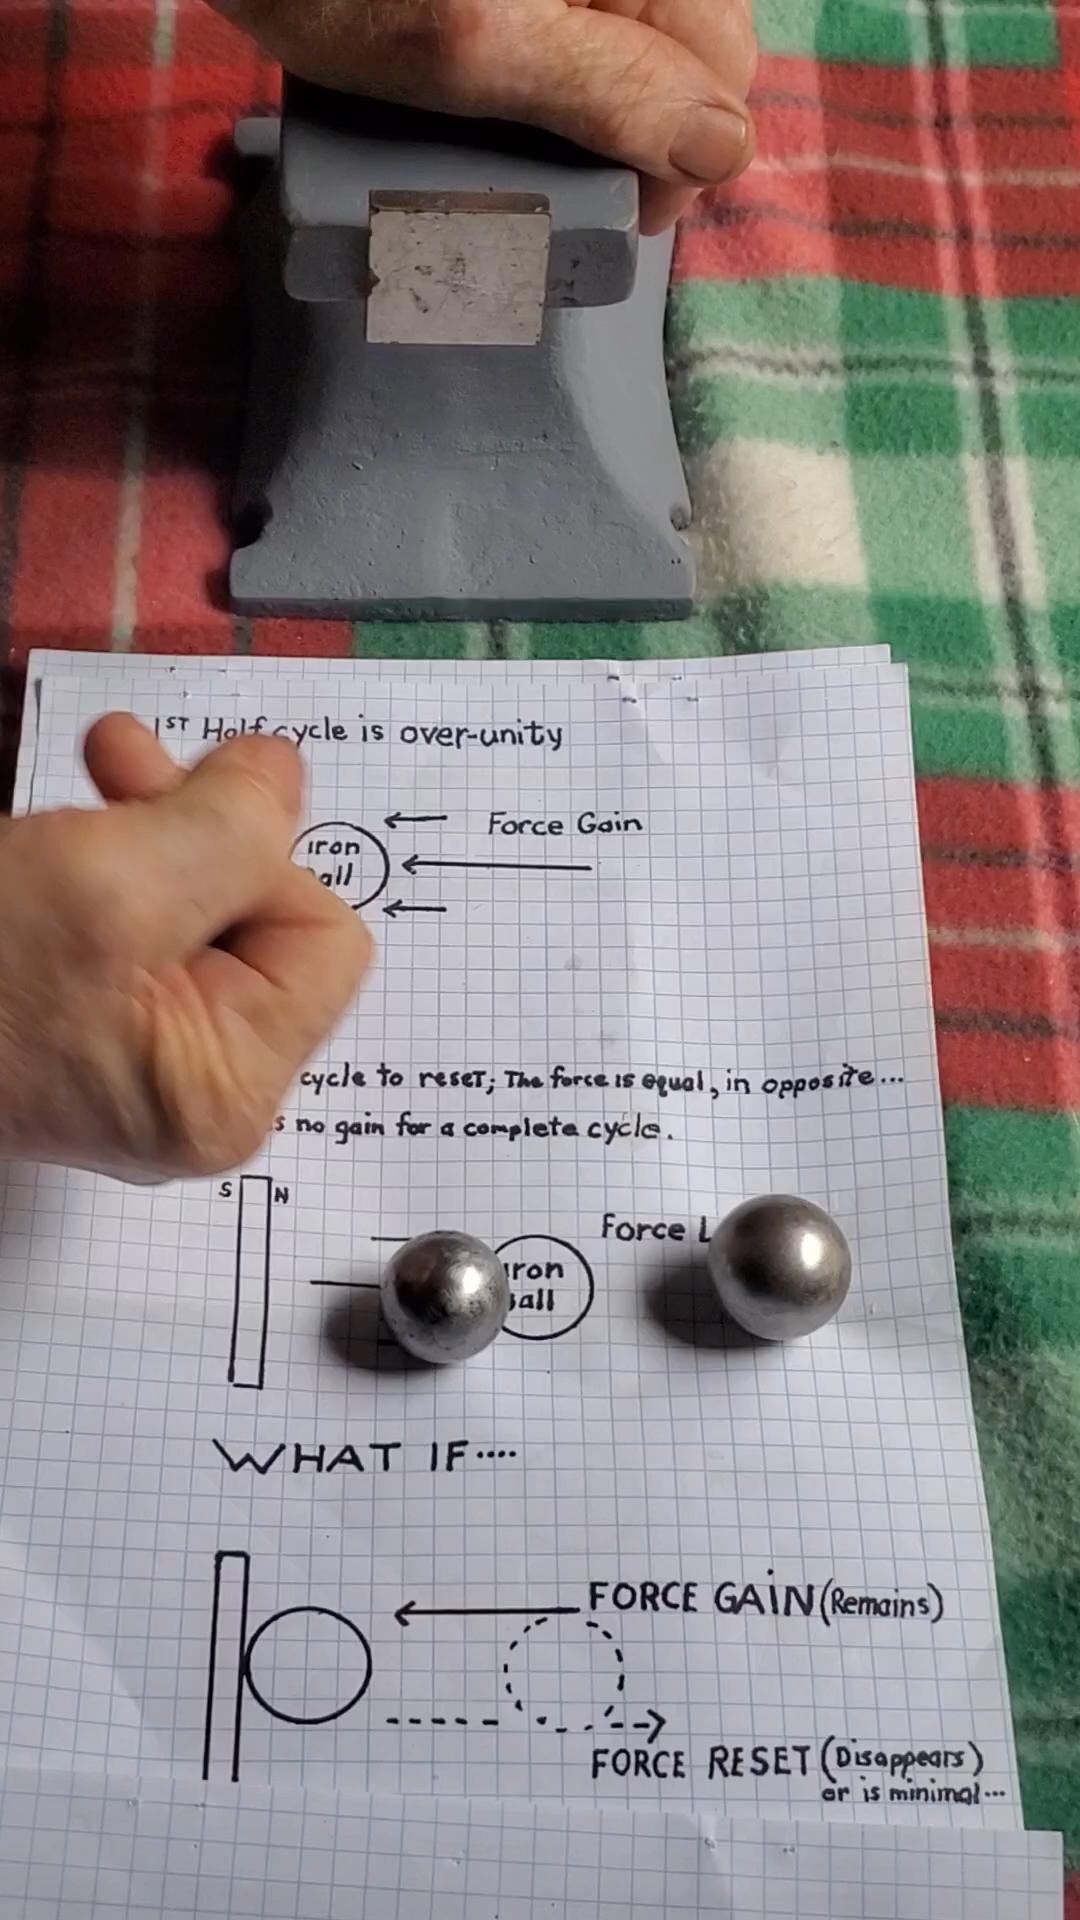 1ST Half cycle is over-unity
Force Gain
iron
cycle to reset; The force is equal, in opposite...
no gain for a complete cycle.
S N
Force
WHAT IF....
FORCE GAIN (Remains)
FORCE RESET (Disappears)
or is minimal...